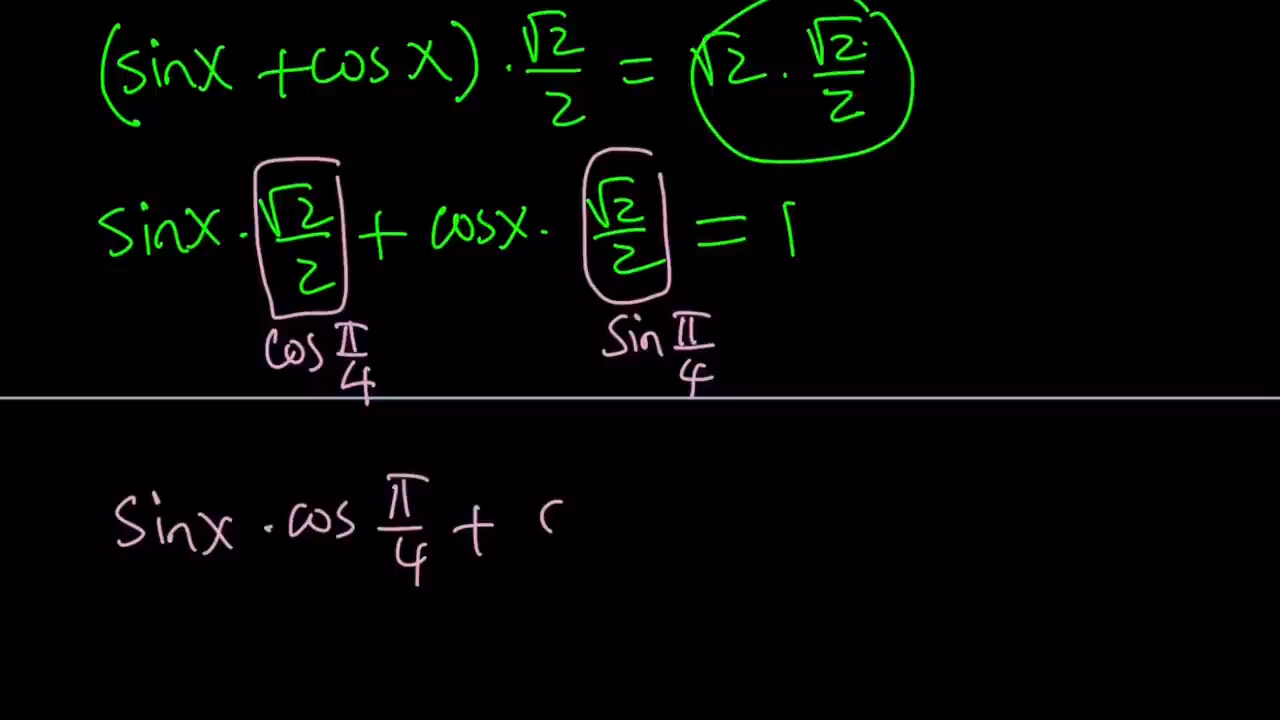 (sinx + cosx) · √2/2 = √2 · √2/2
sinx · √2/2 + cosx · √2/2 = 1
cos π/4 sin π/4
sinx · cos π/4 + c